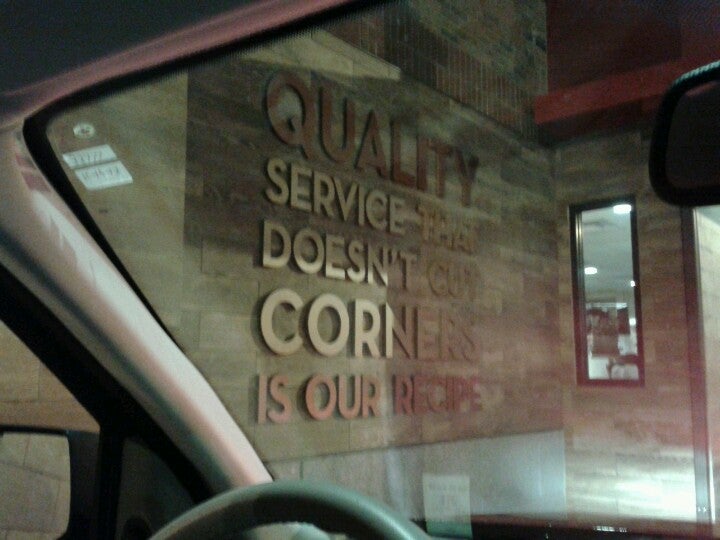 QUALITY
SERVICE THAT
DOESN'T CUT
CORNERS
IS OUR RECIPE